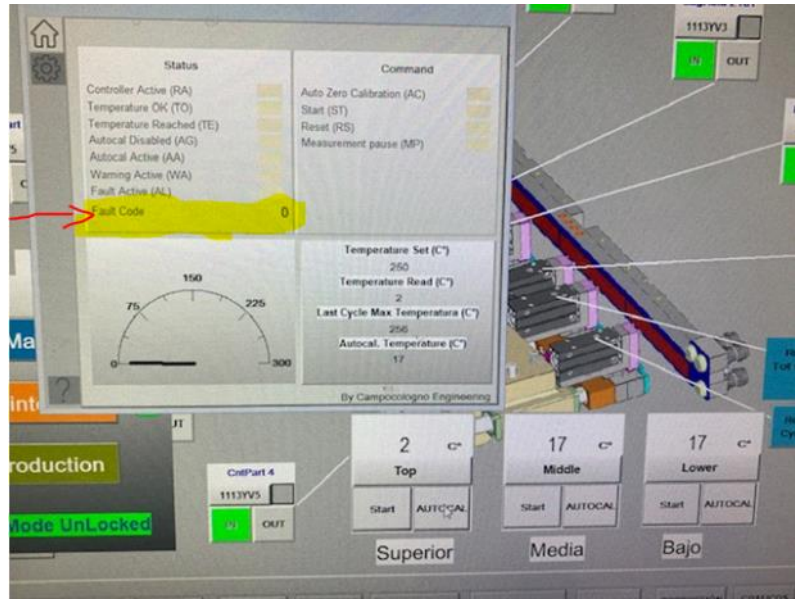 1113YV3
IN OUT
Status
Controller Active (RA)
Temperature OK (TO)
Temperature Reached (TE)
Autocal Disabled (AG)
Autocal Active (AA)
Warning Active (WA)
Fault Active (AL)
Fault Code 0
Command
Auto Zero Calibration (AC)
Start (ST)
Reset (RS)
Measurement pause (MP)
0 75 150 225 300
Temperature Set (C°)
250
Temperature Read (C°)
2
Last Cycle Max Temperatura (C°)
256
Autocal. Temperature (C°)
17
?
By Campocologno Engineering
roduction
Mode UnLocked
CntPart 4
1113YV5
IN OUT
2 C°
Top
Start AUTOCAL
Superior
17 C°
Middle
Start AUTOCAL
Media
17 C°
Lower
Start AUTOCAL
Bajo